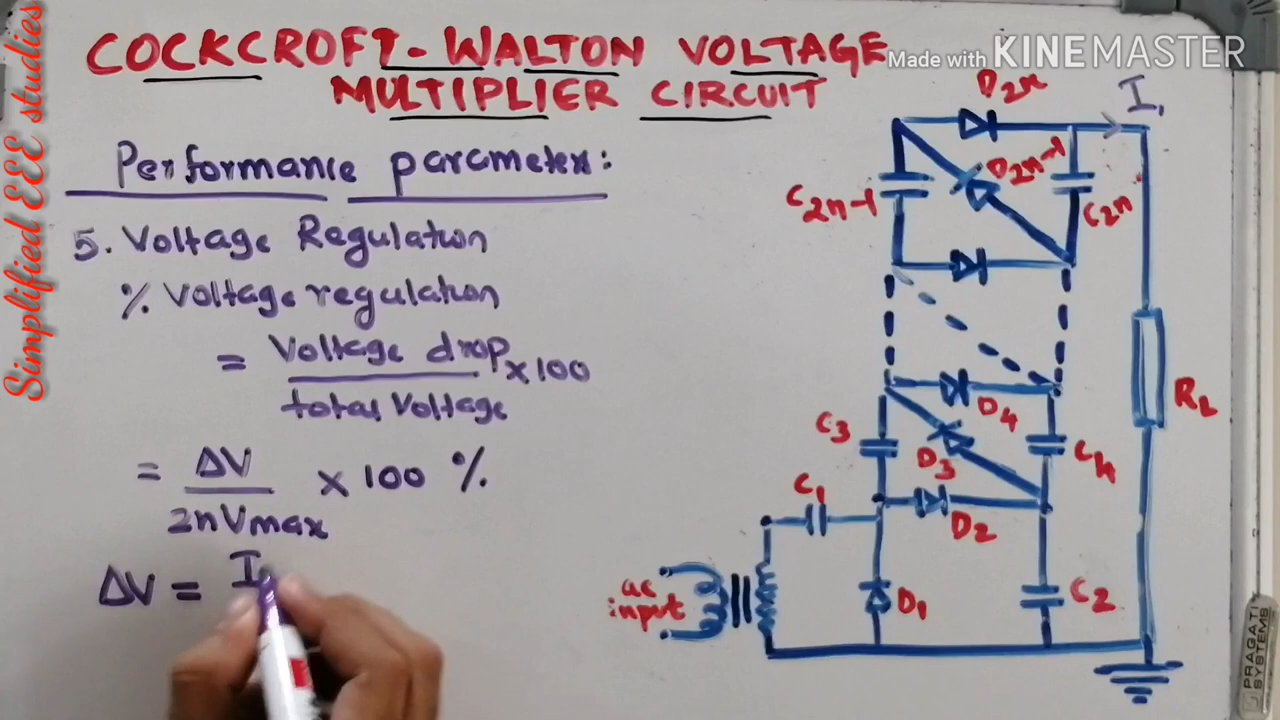 COCKCROFT-WALTON VOLTAGE
MULTIPLIER CIRCUIT
Made with KINEMASTER
Simplified EEE studies
Performance parameters:
5. Voltage Regulation
% Voltage regulation
= Voltage drop × 100
total Voltage
= ΔV × 100 %
2nVmax
ΔV = I
D2n
I1
D2n-1
C2n-1
C2n
C3
D4
D3
C4
RL
C1
D2
ac
input
D1
C2
PRAGATI
SYSTEMS